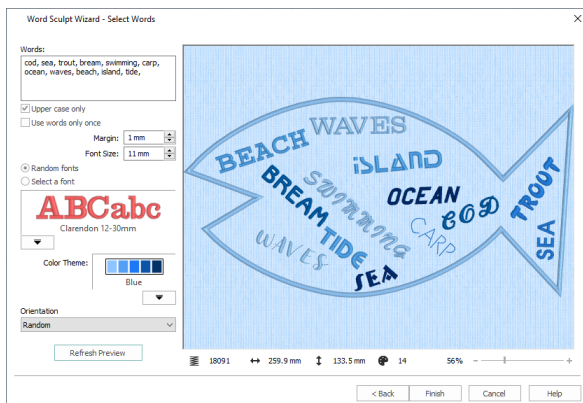 Word Sculpt Wizard - Select Words
Words:
cod, sea, trout, bream, swimming, carp,
ocean, waves, beach, island, tide,
Upper case only
Use words only once
Margin: 1 mm
Font Size: 11 mm
Random fonts
Select a font
ABCabc
Clarendon 12-30mm
Color Theme:
Blue
Orientation
Random
Refresh Preview
WAVES
BEACH
iSLAND
TROUT
SWIMMING
OCEAN
BREAM
COD
TIDE
CARP
WAVES
SEA
SEA
18091
259.9 mm
133.5 mm
14
56%
- +
< Back Finish Cancel Help